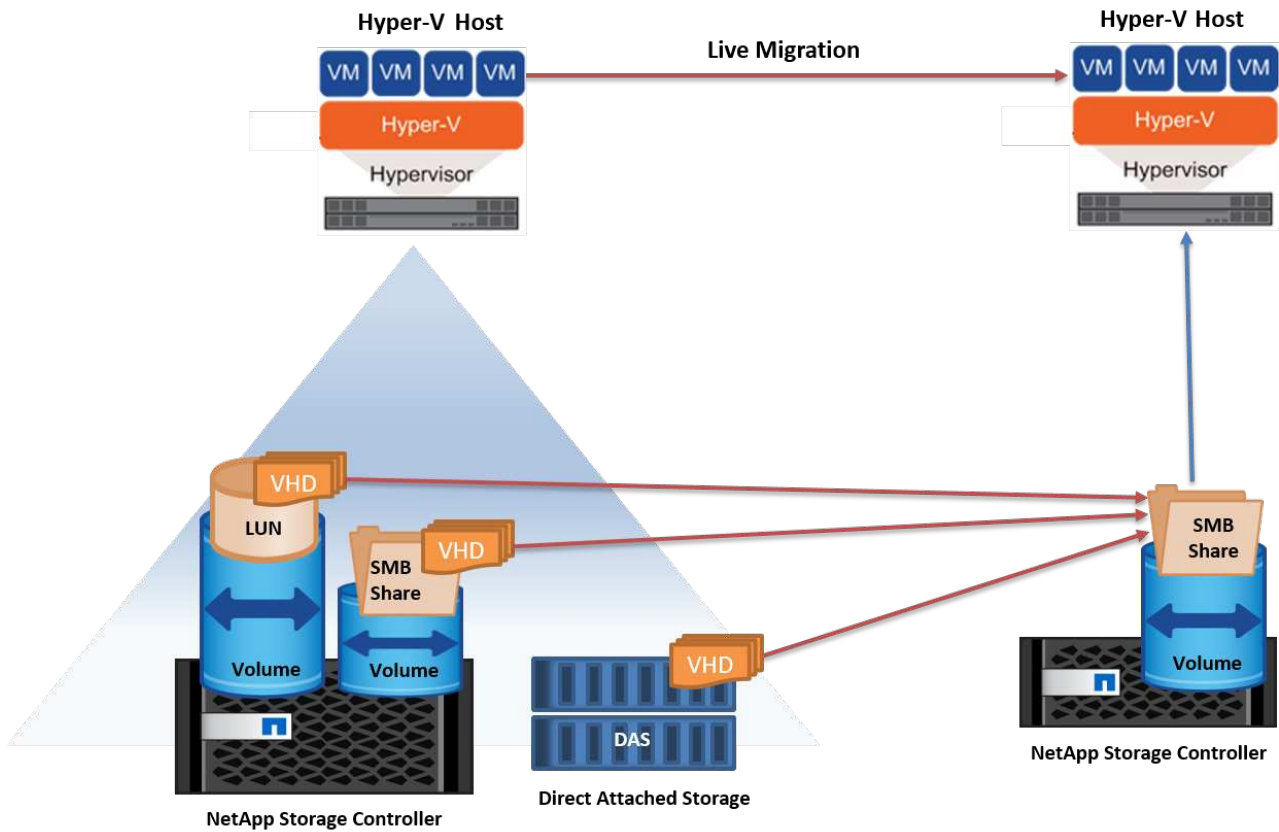 Hyper-V Host
Hyper-V Host
Live Migration
VM VM VM VM
VM VM VM VM
Hyper-V
Hyper-V
Hypervisor
Hypervisor
VHD
LUN
VHD
SMB
Share
SMB
Share
VHD
Volume
Volume
Volume
DAS
NetApp Storage Controller
Direct Attached Storage
NetApp Storage Controller